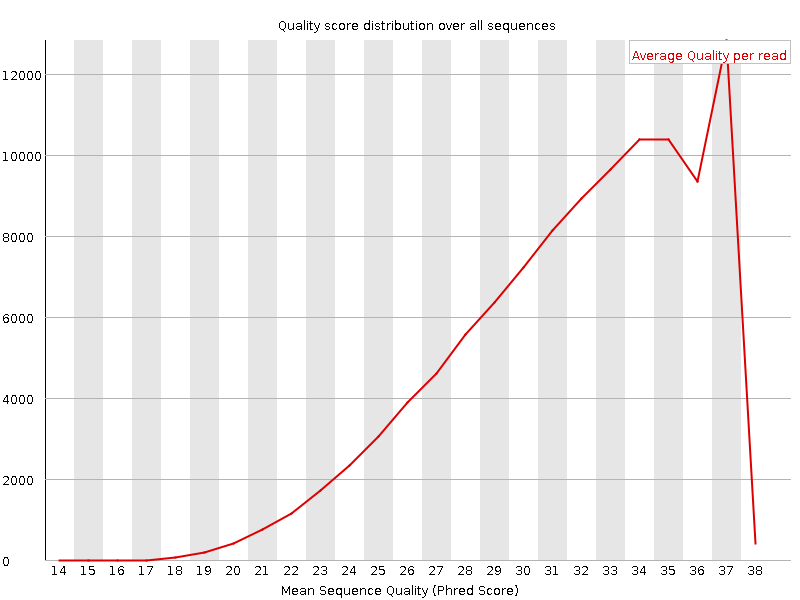 Quality score distribution over all sequences
Average Quality per read
12000
10000
8000
6000
4000
2000
0
14 15 16 17 18 19 20 21 22 23 24 25 26 27 28 29 30 31 32 33 34 35 36 37 38
Mean Sequence Quality (Phred Score)